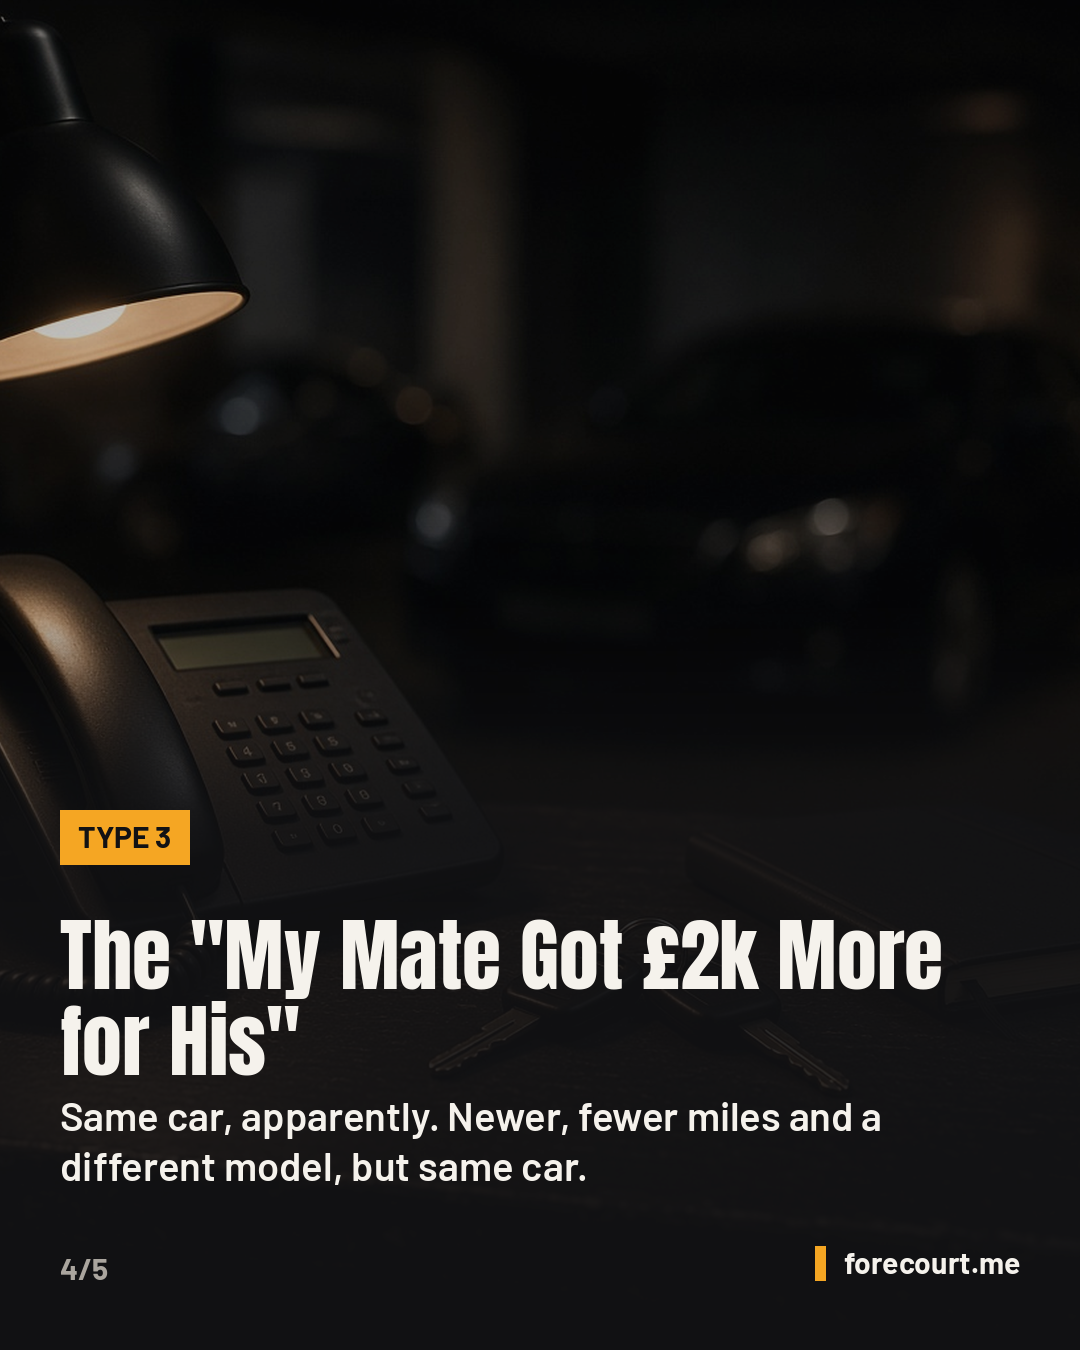 TYPE 3
The "My Mate Got £2k More
for His"
Same car, apparently. Newer, fewer miles and a
different model, but same car.
4/5
forecourt.me